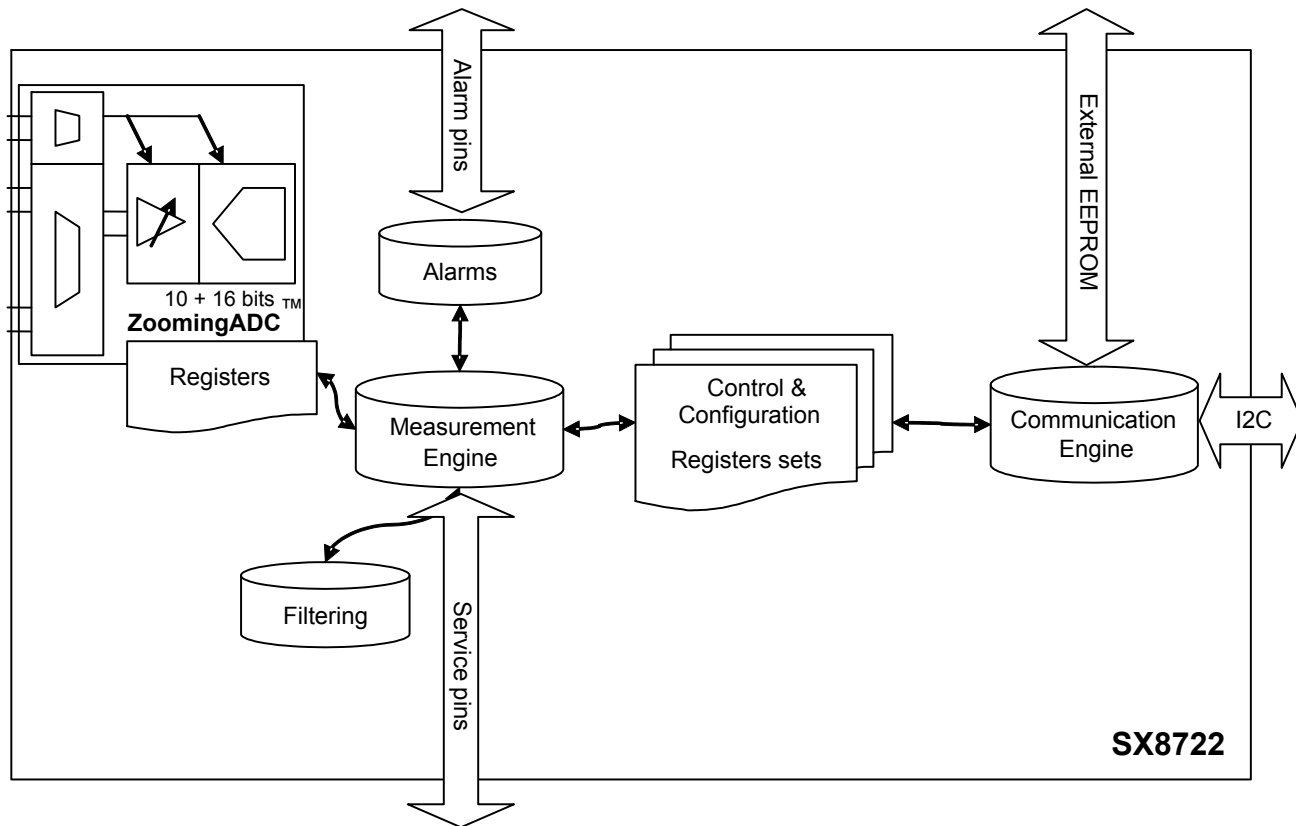 Alarm pins
External EEPROM
Alarms
10 + 16 bits TM
ZoomingADC
Registers
Measurement
Engine
Control &
Configuration
Registers sets
Communication
Engine
I2C
Filtering
Service pins
SX8722